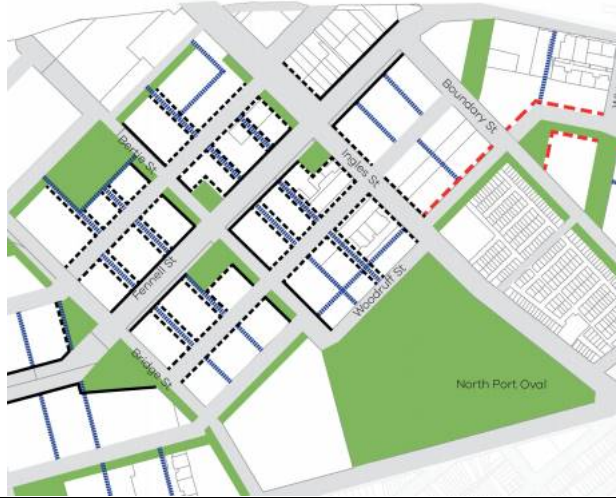 Boundary St
Bertie St
Ingles St
Fennell St
Woodruff St
Bridge St
North Port Oval